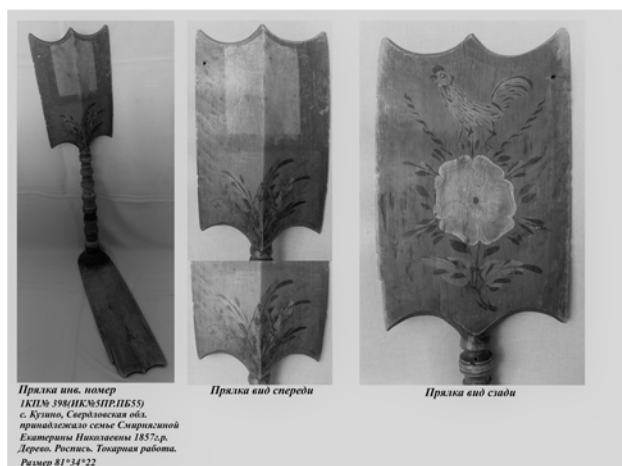 Прялка инв. номер
1КП№ 398(ИК№5ПР.ПБ55)
с. Кузино, Свердловская обл.
принадлежало семье Смирнягиной
Екатерины Николаевны 1857г.р.
Дерево. Роспись. Токарная работа.
Размер 81*34*22
Прялка вид спереди
Прялка вид сзади